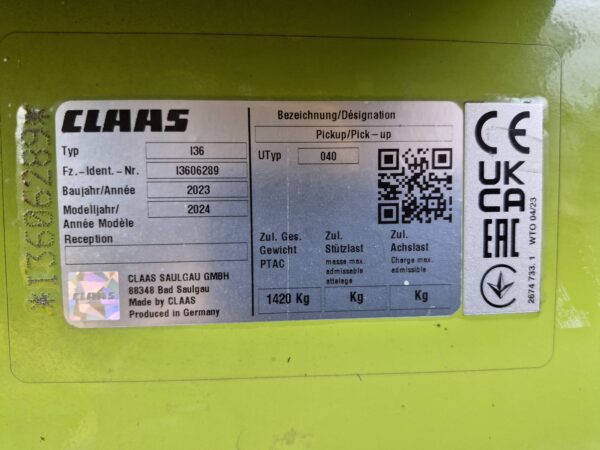 *I3606289*
CLAAS
Typ I36
Fz.-Ident.-Nr. I3606289
Baujahr/Année 2023
Modelljahr/ 2024
Année Modèle
Reception
CLAAS
CLAAS SAULGAU GMBH
88348 Bad Saulgau
Made by CLAAS
Produced in Germany
Bezeichnung/Désignation
Pickup/Pick-up
UTyp 040
Zul. Ges.
Gewicht
PTAC
1420 Kg
Zul.
Stützlast
masse max.
admissible
attelage
Kg
Zul.
Achslast
Charge max.
admissible
Kg
CE
UK
CA
EAC
2674 733. 1 WTO 04/23